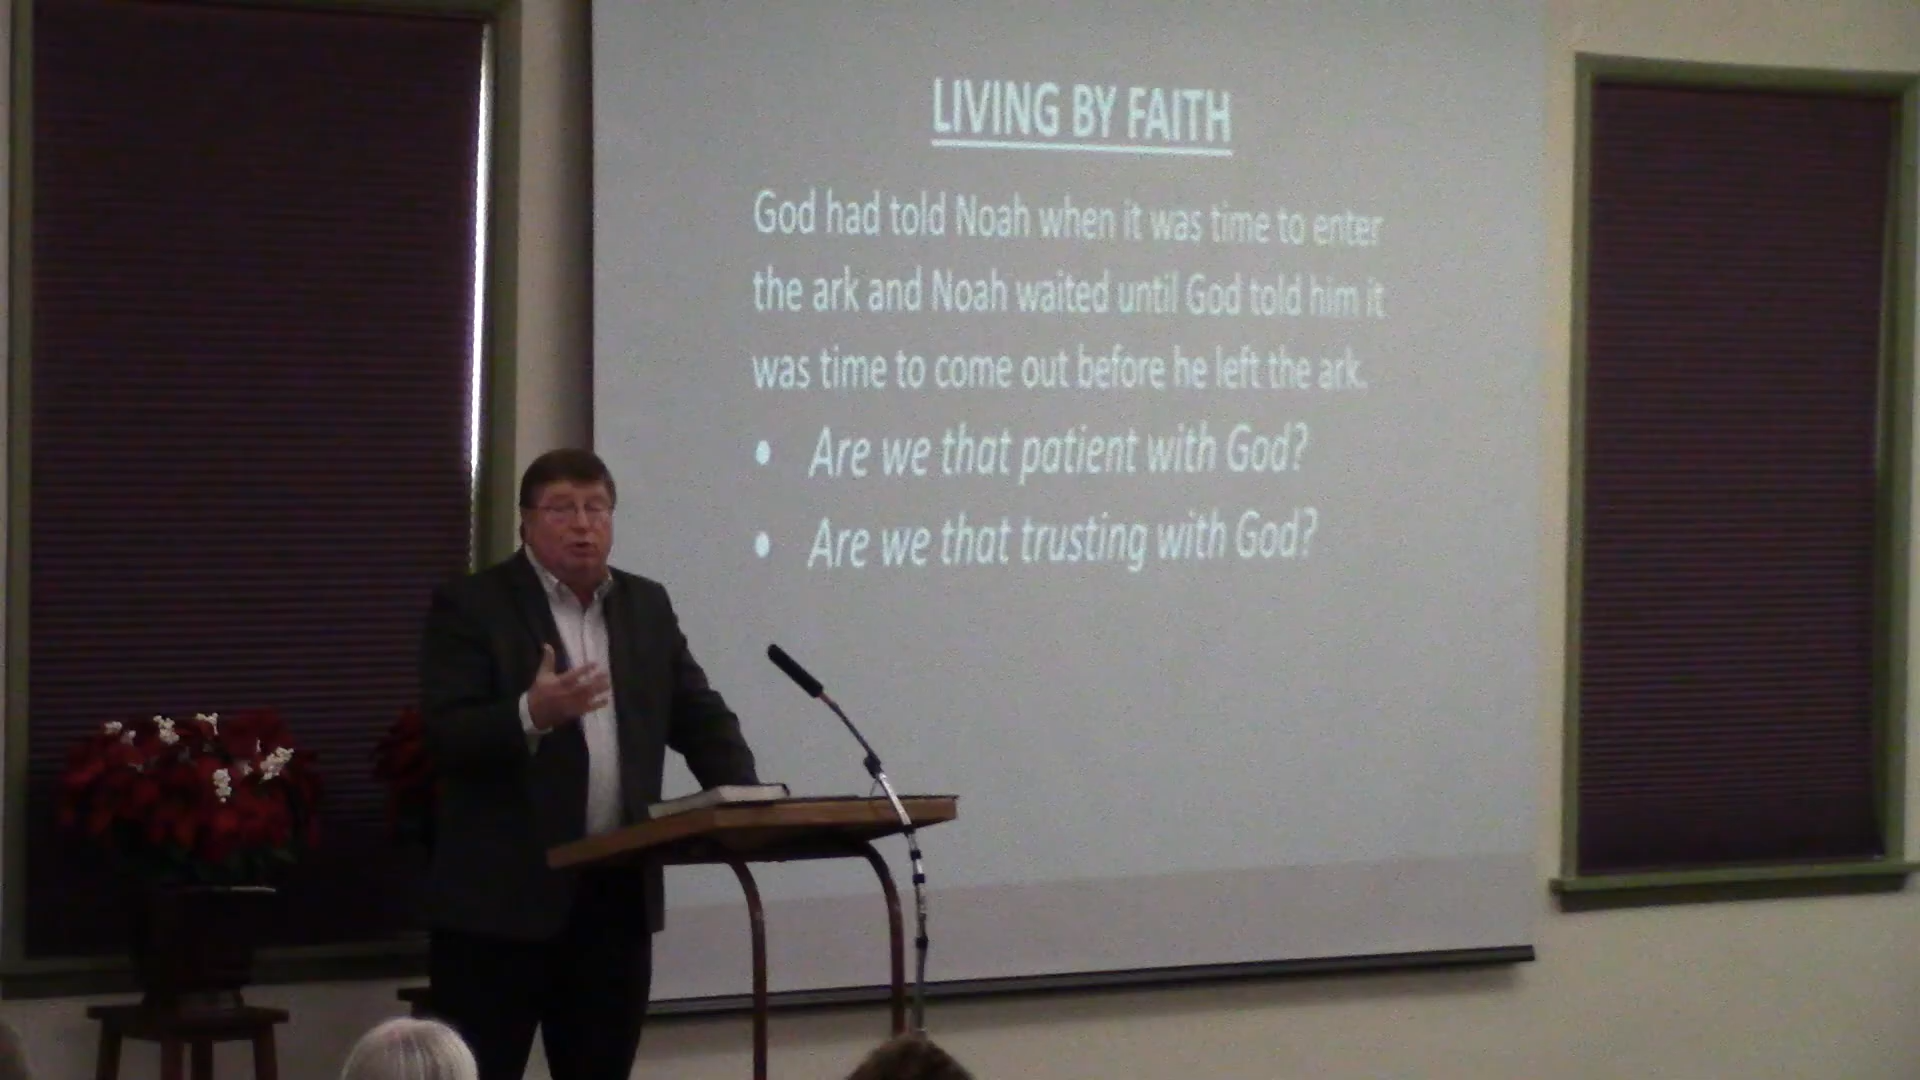 LIVING BY FAITH
God had told Noah when it was time to enter
the ark and Noah waited until God told him it
was time to come out before he left the ark.
• Are we that patient with God?
• Are we that trusting with God?